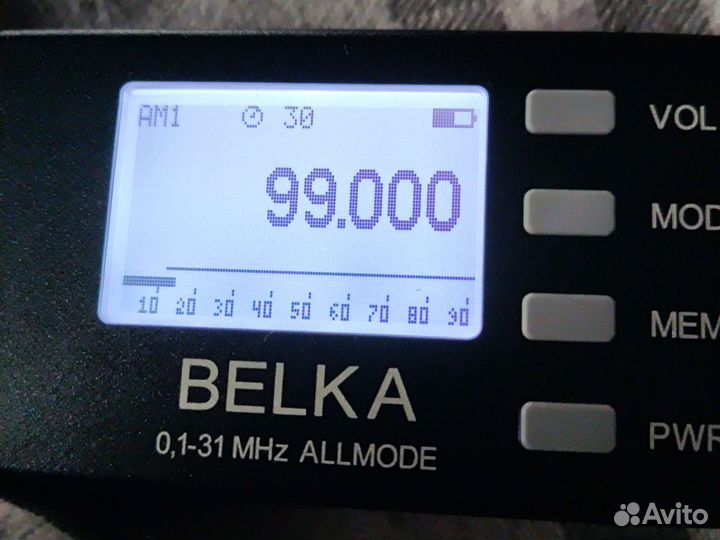 AM1 30
99.000
10 20 30 40 50 60 70 80 90
BELKA
0,1-31 MHz ALLMODE
VOL
MOD
MEM
PWR
Avito